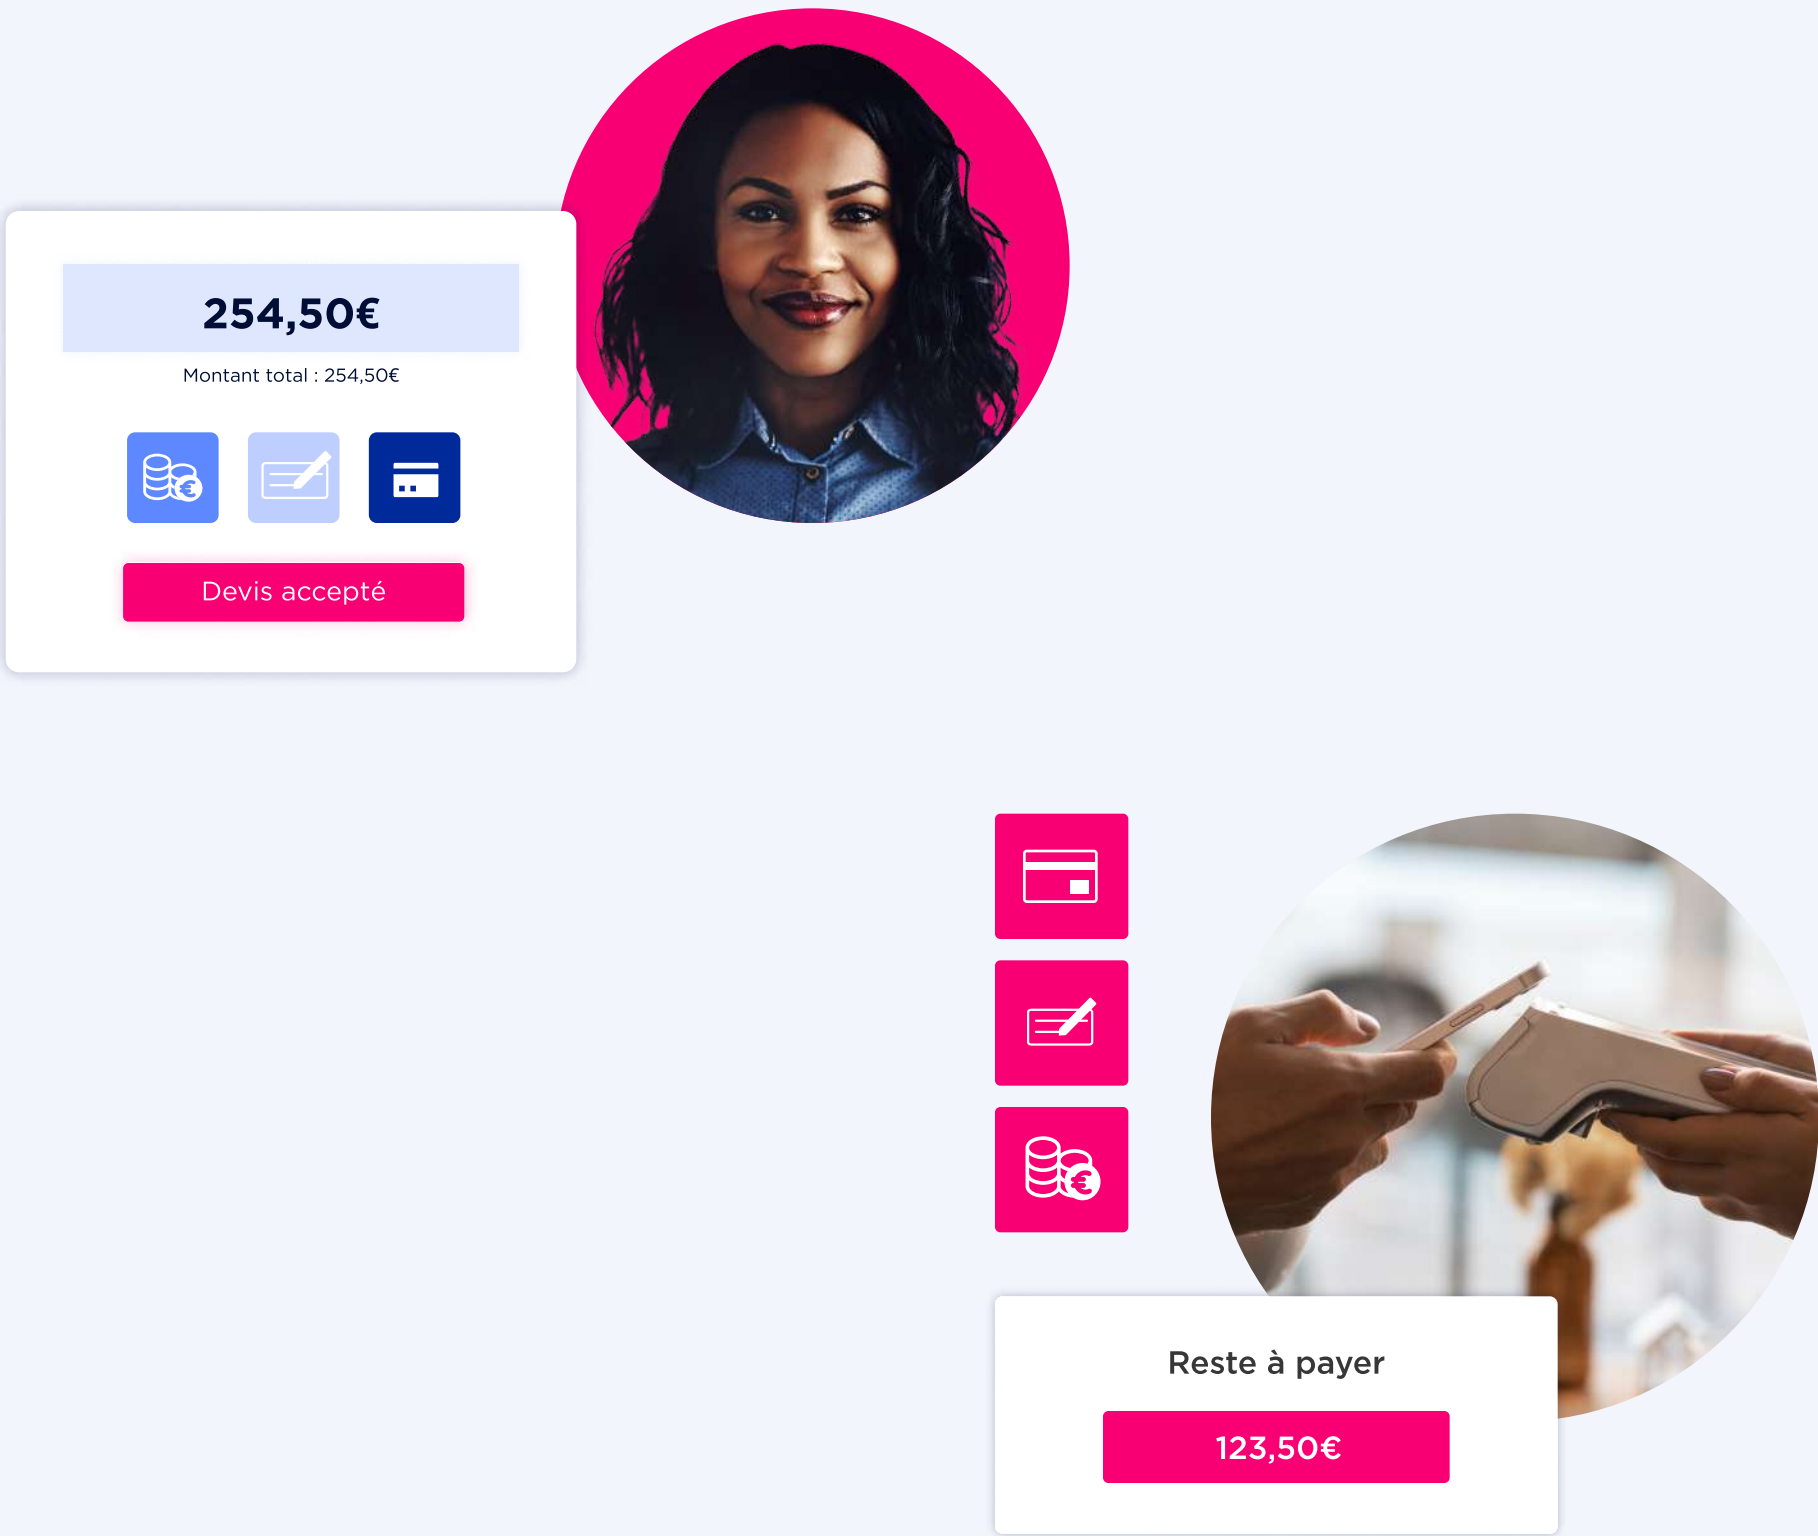 254,50€
Montant total : 254,50€
Devis accepté
Reste à payer
123,50€